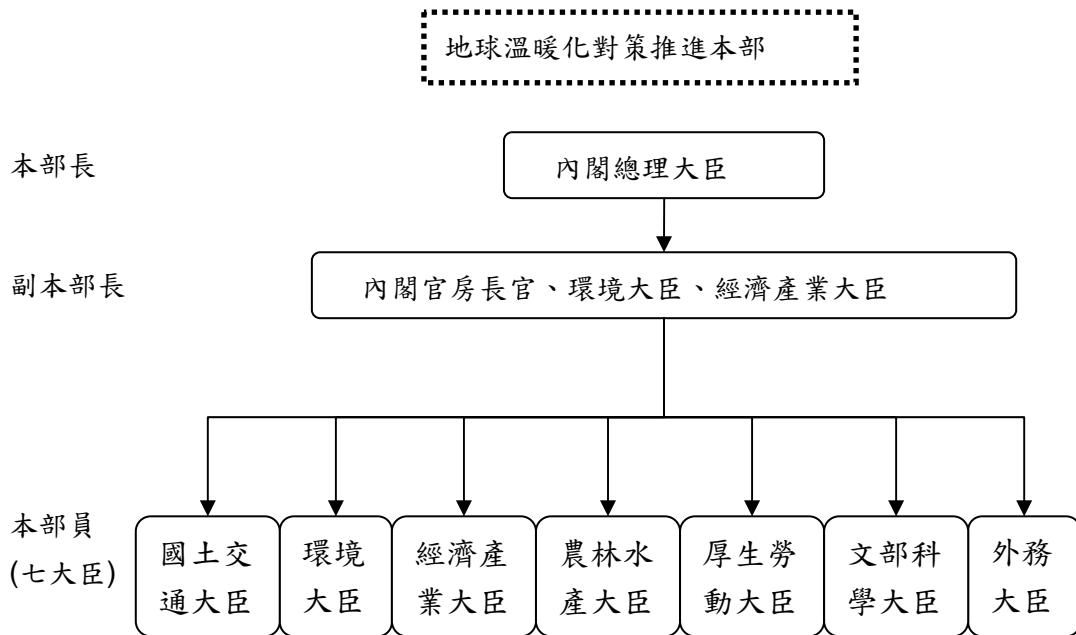 地球溫暖化對策推進本部
本部長
內閣總理大臣
副本部長
內閣官房長官、環境大臣、經濟產業大臣
本部員
(七大臣)
國土交
通大臣
環境
大臣
經濟產
業大臣
農林水
產大臣
厚生勞
動大臣
文部科
學大臣
外務
大臣